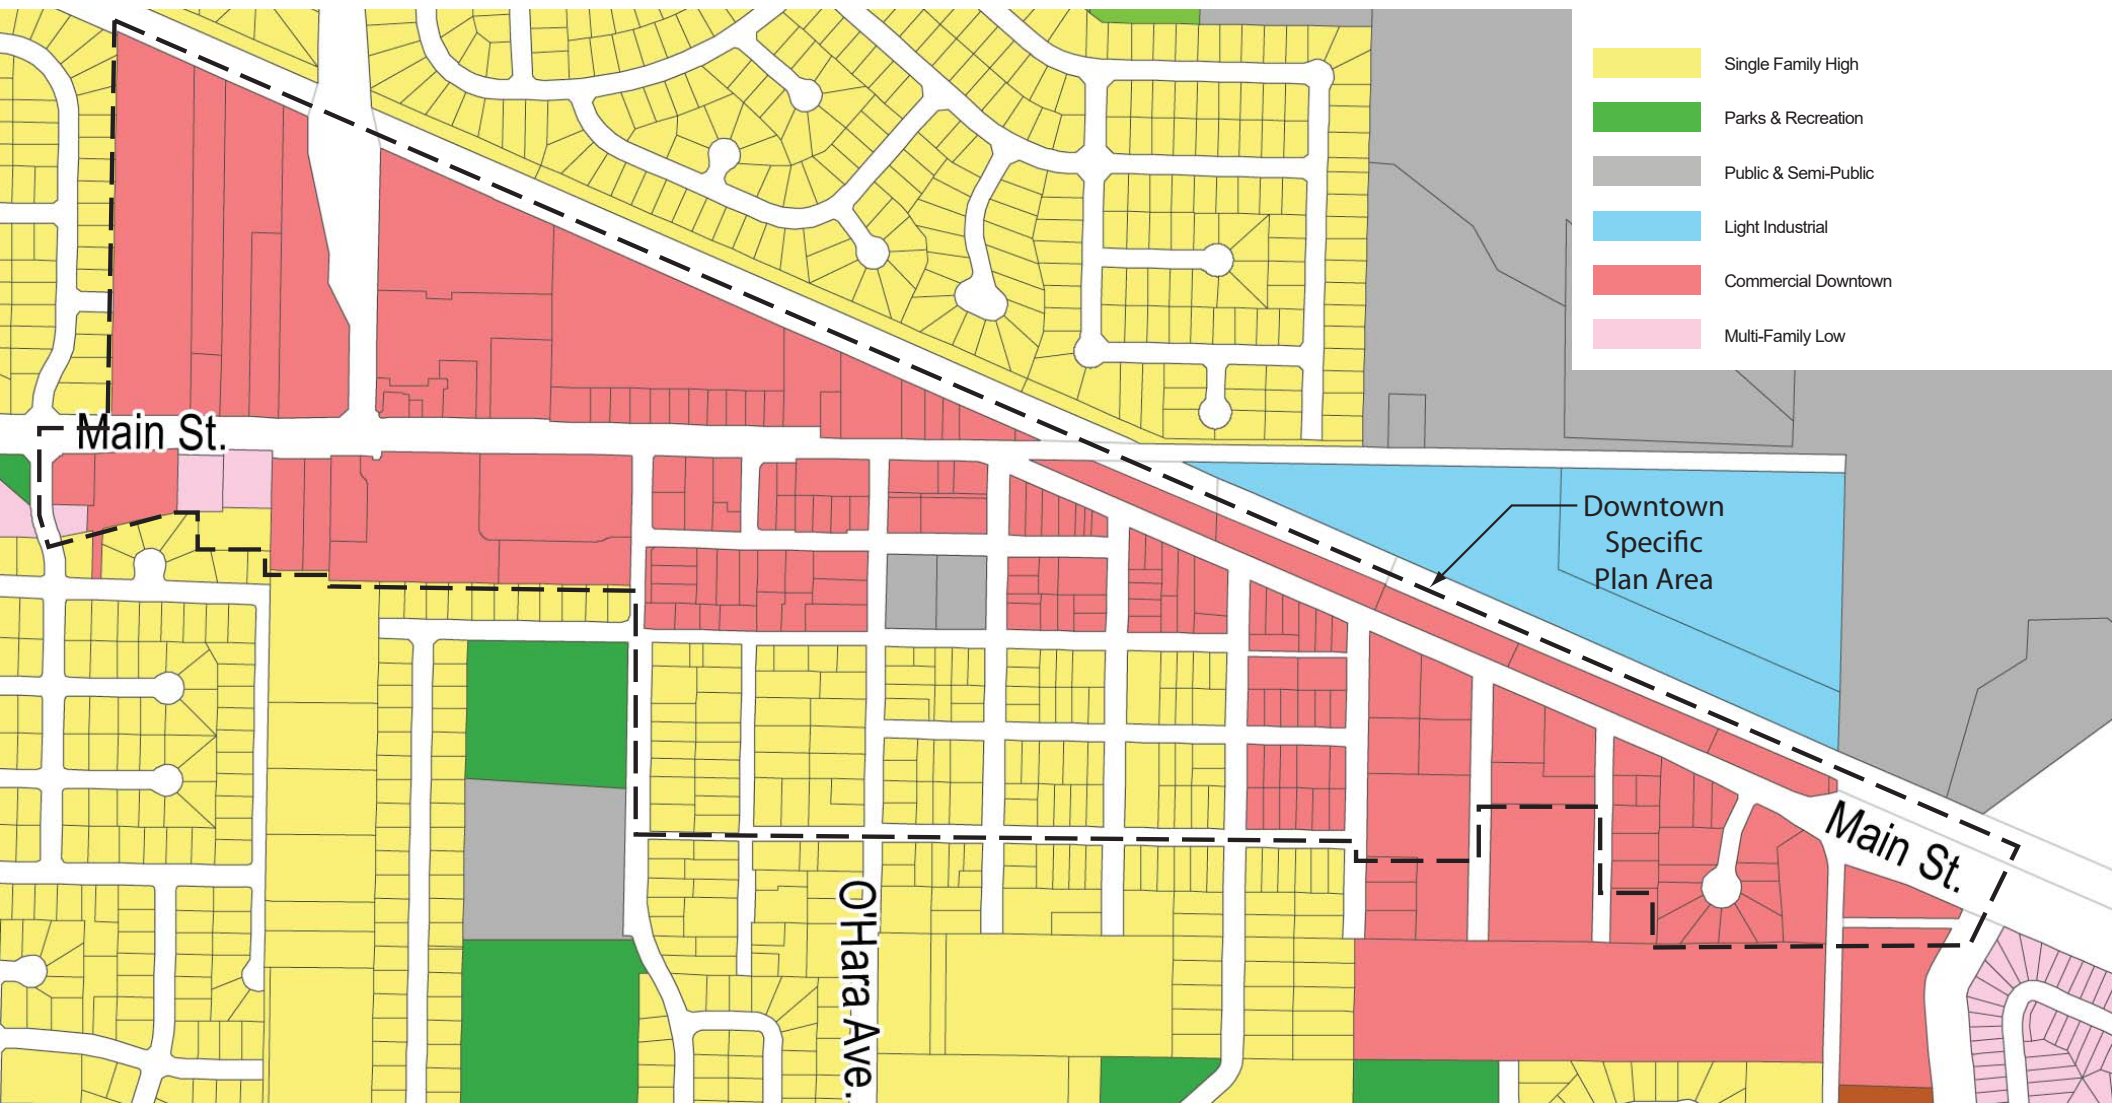 Single Family High
Parks & Recreation
Public & Semi-Public
Light Industrial
Commercial Downtown
Multi-Family Low
Main St.
Downtown
Specific
Plan Area
Main St.
O'Hara Ave.